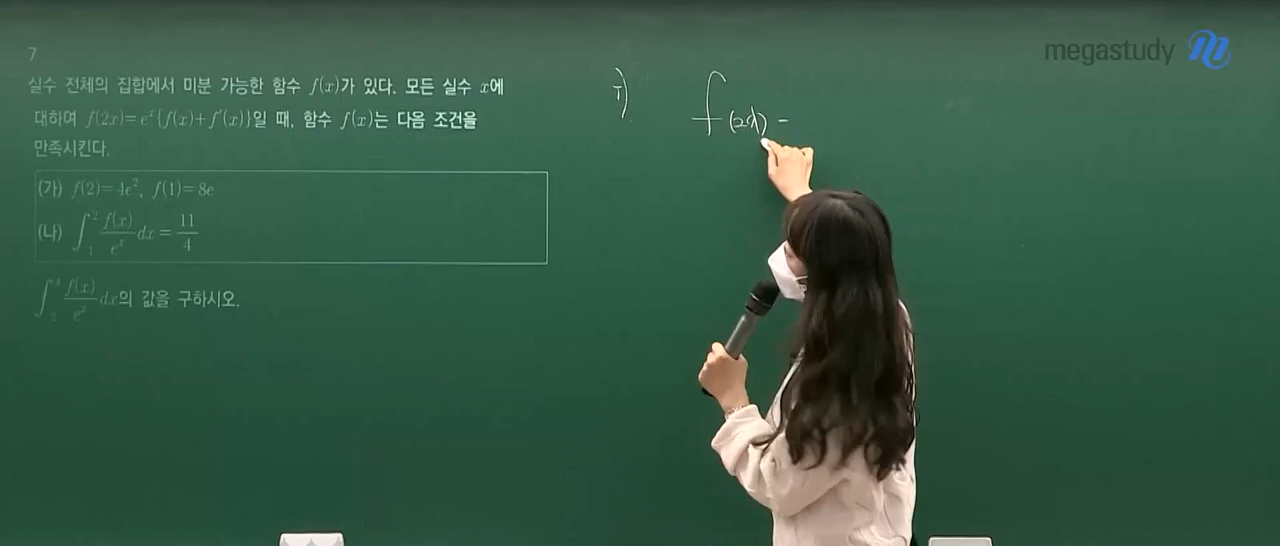 megastudy
7
실수 전체의 집합에서 미분 가능한 함수 f(x)가 있다. 모든 실수 x에
대하여 f(2x)=e^x{f(x)+f′(x)}일 때, 함수 f(x)는 다음 조건을
만족시킨다.
(가) f(2)=4e^2, f(1)=8e
(나) ∫_1^2 f(x)/e^x dx = 11/4
∫ f(x)/e^x dx의 값을 구하시오.
i)
f(2x) =